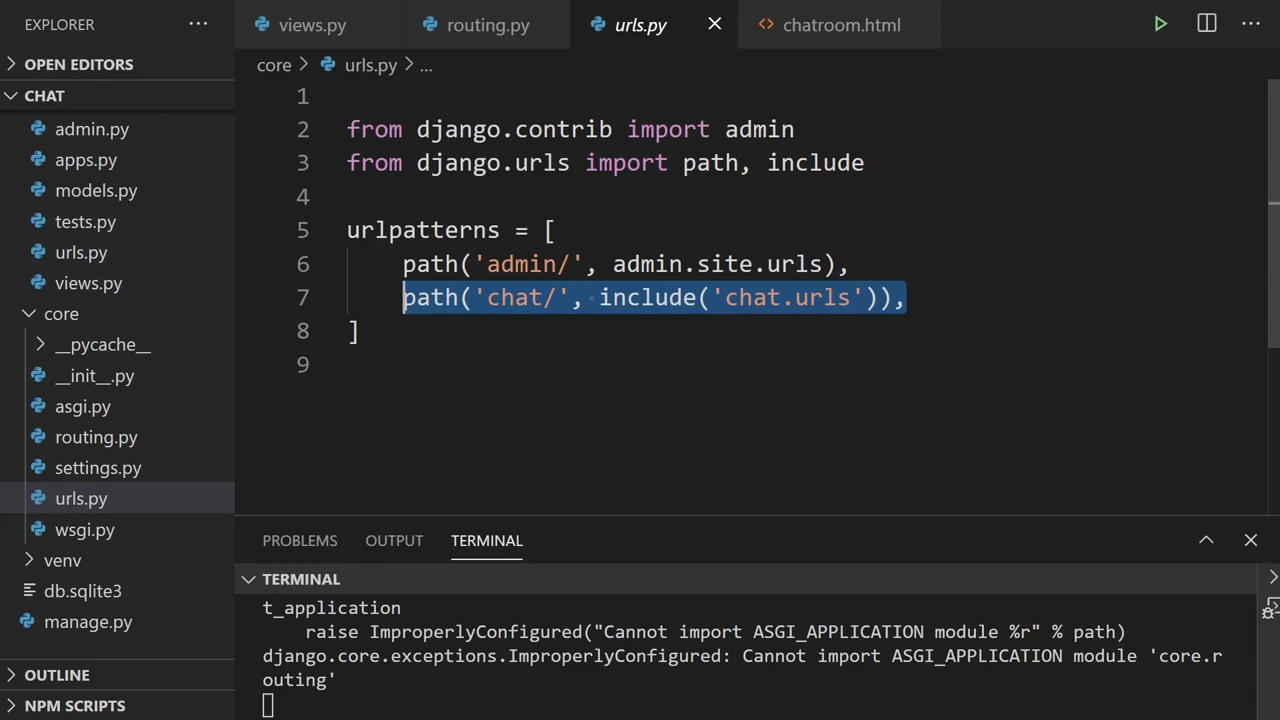 EXPLORER
···
views.py
routing.py
urls.py
chatroom.html
···
OPEN EDITORS
core > urls.py > ...
CHAT
admin.py
apps.py
models.py
tests.py
urls.py
views.py
core
__pycache__
__init__.py
asgi.py
routing.py
settings.py
urls.py
wsgi.py
venv
db.sqlite3
manage.py
OUTLINE
NPM SCRIPTS
1
2 from django.contrib import admin
3 from django.urls import path, include
4
5 urlpatterns = [
6 path('admin/', admin.site.urls),
7 path('chat/', include('chat.urls')),
8 ]
9
PROBLEMS OUTPUT TERMINAL
TERMINAL
t_application
raise ImproperlyConfigured("Cannot import ASGI_APPLICATION module %r" % path)
django.core.exceptions.ImproperlyConfigured: Cannot import ASGI_APPLICATION module 'core.r
outing'